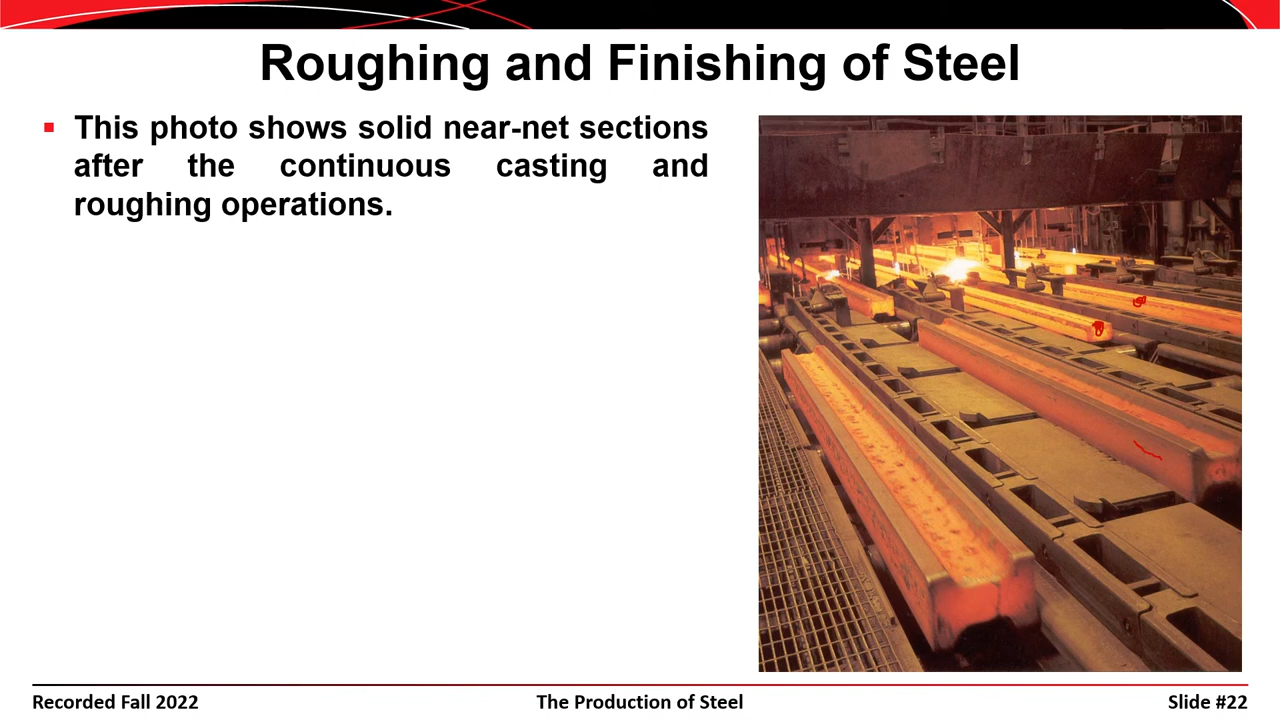 Roughing and Finishing of Steel
This photo shows solid near-net sections
after the continuous casting and
roughing operations.
Recorded Fall 2022
The Production of Steel
Slide #22